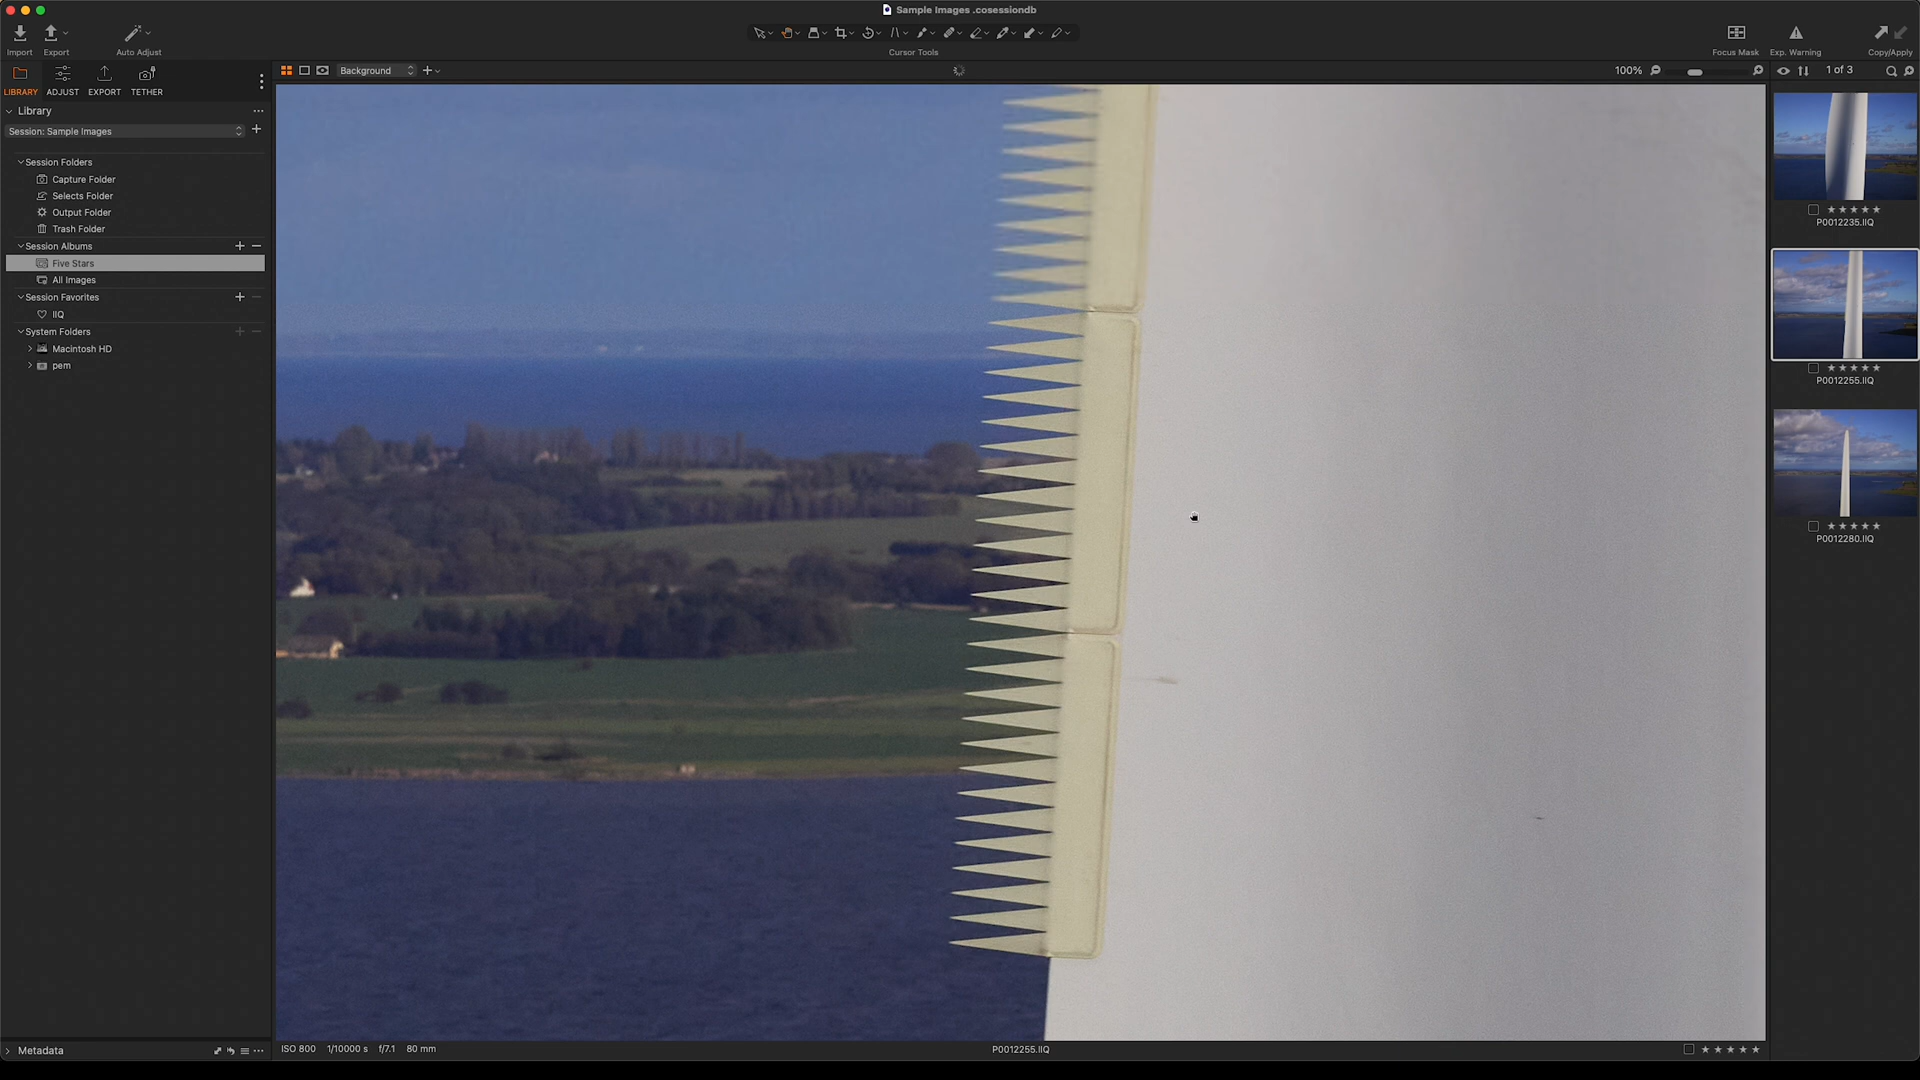 Sample Images .cosessiondb
Import
Export
Auto Adjust
Cursor Tools
Focus Mask
Exp. Warning
Copy/Apply
LIBRARY
ADJUST
EXPORT
TETHER
Background
100%
1 of 3
Library
Session: Sample Images
Session Folders
Capture Folder
Selects Folder
Output Folder
Trash Folder
Session Albums
Five Stars
All Images
Session Favorites
IIQ
System Folders
Macintosh HD
pem
P0012235.IIQ
P0012255.IIQ
P0012280.IIQ
Metadata
ISO 800 1/10000 s f/7.1 80 mm
P0012255.IIQ